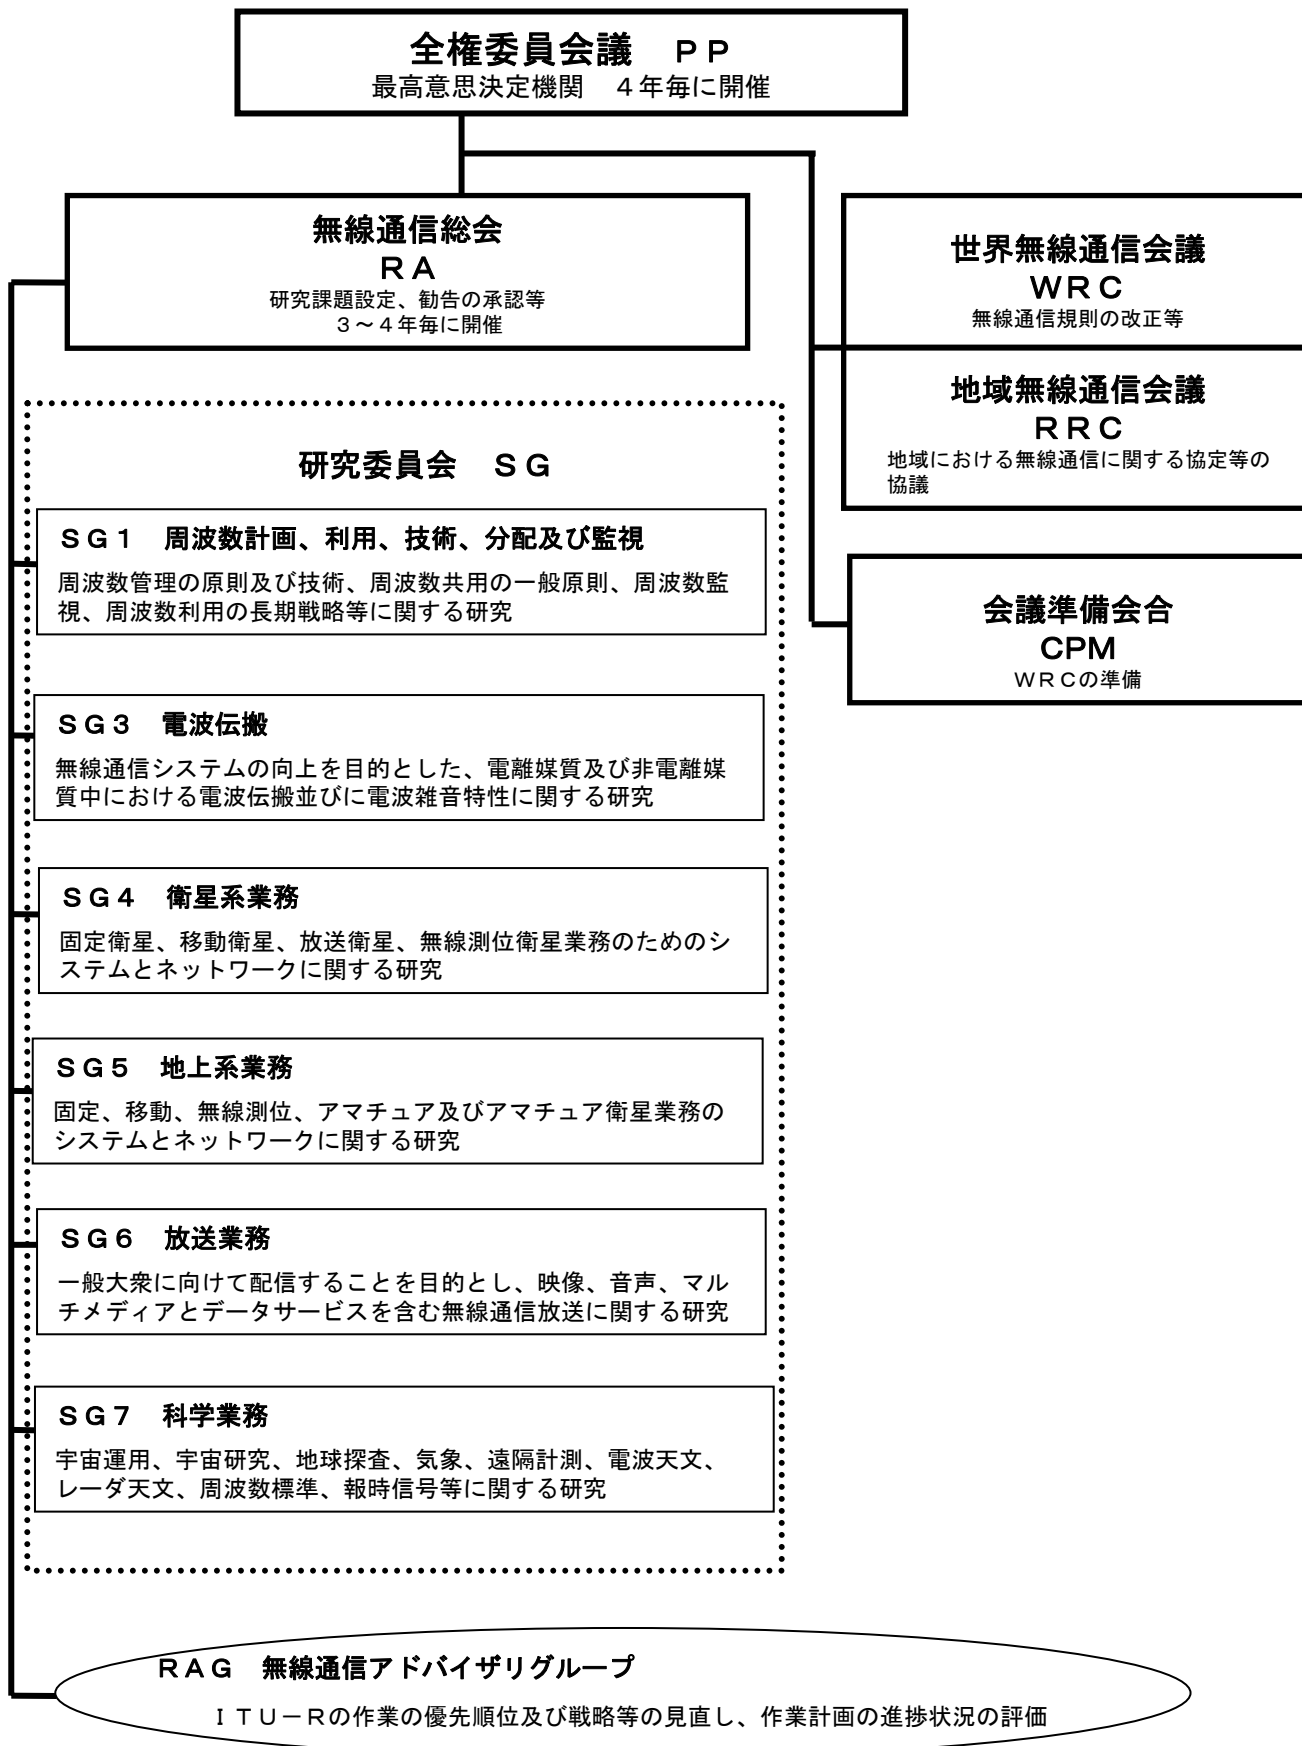 全権委員会議　ＰＰ
最高意思決定機関　４年毎に開催
無線通信総会
ＲＡ
研究課題設定、勧告の承認等
３～４年毎に開催
世界無線通信会議
ＷＲＣ
無線通信規則の改正等
地域無線通信会議
ＲＲＣ
地域における無線通信に関する協定等の
協議
会議準備会合
CPM
ＷＲＣの準備
研究委員会　ＳＧ
ＳＧ１　周波数計画、利用、技術、分配及び監視
周波数管理の原則及び技術、周波数共用の一般原則、周波数監
視、周波数利用の長期戦略等に関する研究
ＳＧ３　電波伝搬
無線通信システムの向上を目的とした、電離媒質及び非電離媒
質中における電波伝搬並びに電波雑音特性に関する研究
ＳＧ４　衛星系業務
固定衛星、移動衛星、放送衛星、無線測位衛星業務のためのシ
ステムとネットワークに関する研究
ＳＧ５　地上系業務
固定、移動、無線測位、アマチュア及びアマチュア衛星業務の
システムとネットワークに関する研究
ＳＧ６　放送業務
一般大衆に向けて配信することを目的とし、映像、音声、マル
チメディアとデータサービスを含む無線通信放送に関する研究
ＳＧ７　科学業務
宇宙運用、宇宙研究、地球探査、気象、遠隔計測、電波天文、
レーダ天文、周波数標準、報時信号等に関する研究
ＲＡＧ　無線通信アドバイザリグループ
ＩＴＵ－Ｒの作業の優先順位及び戦略等の見直し、作業計画の進捗状況の評価